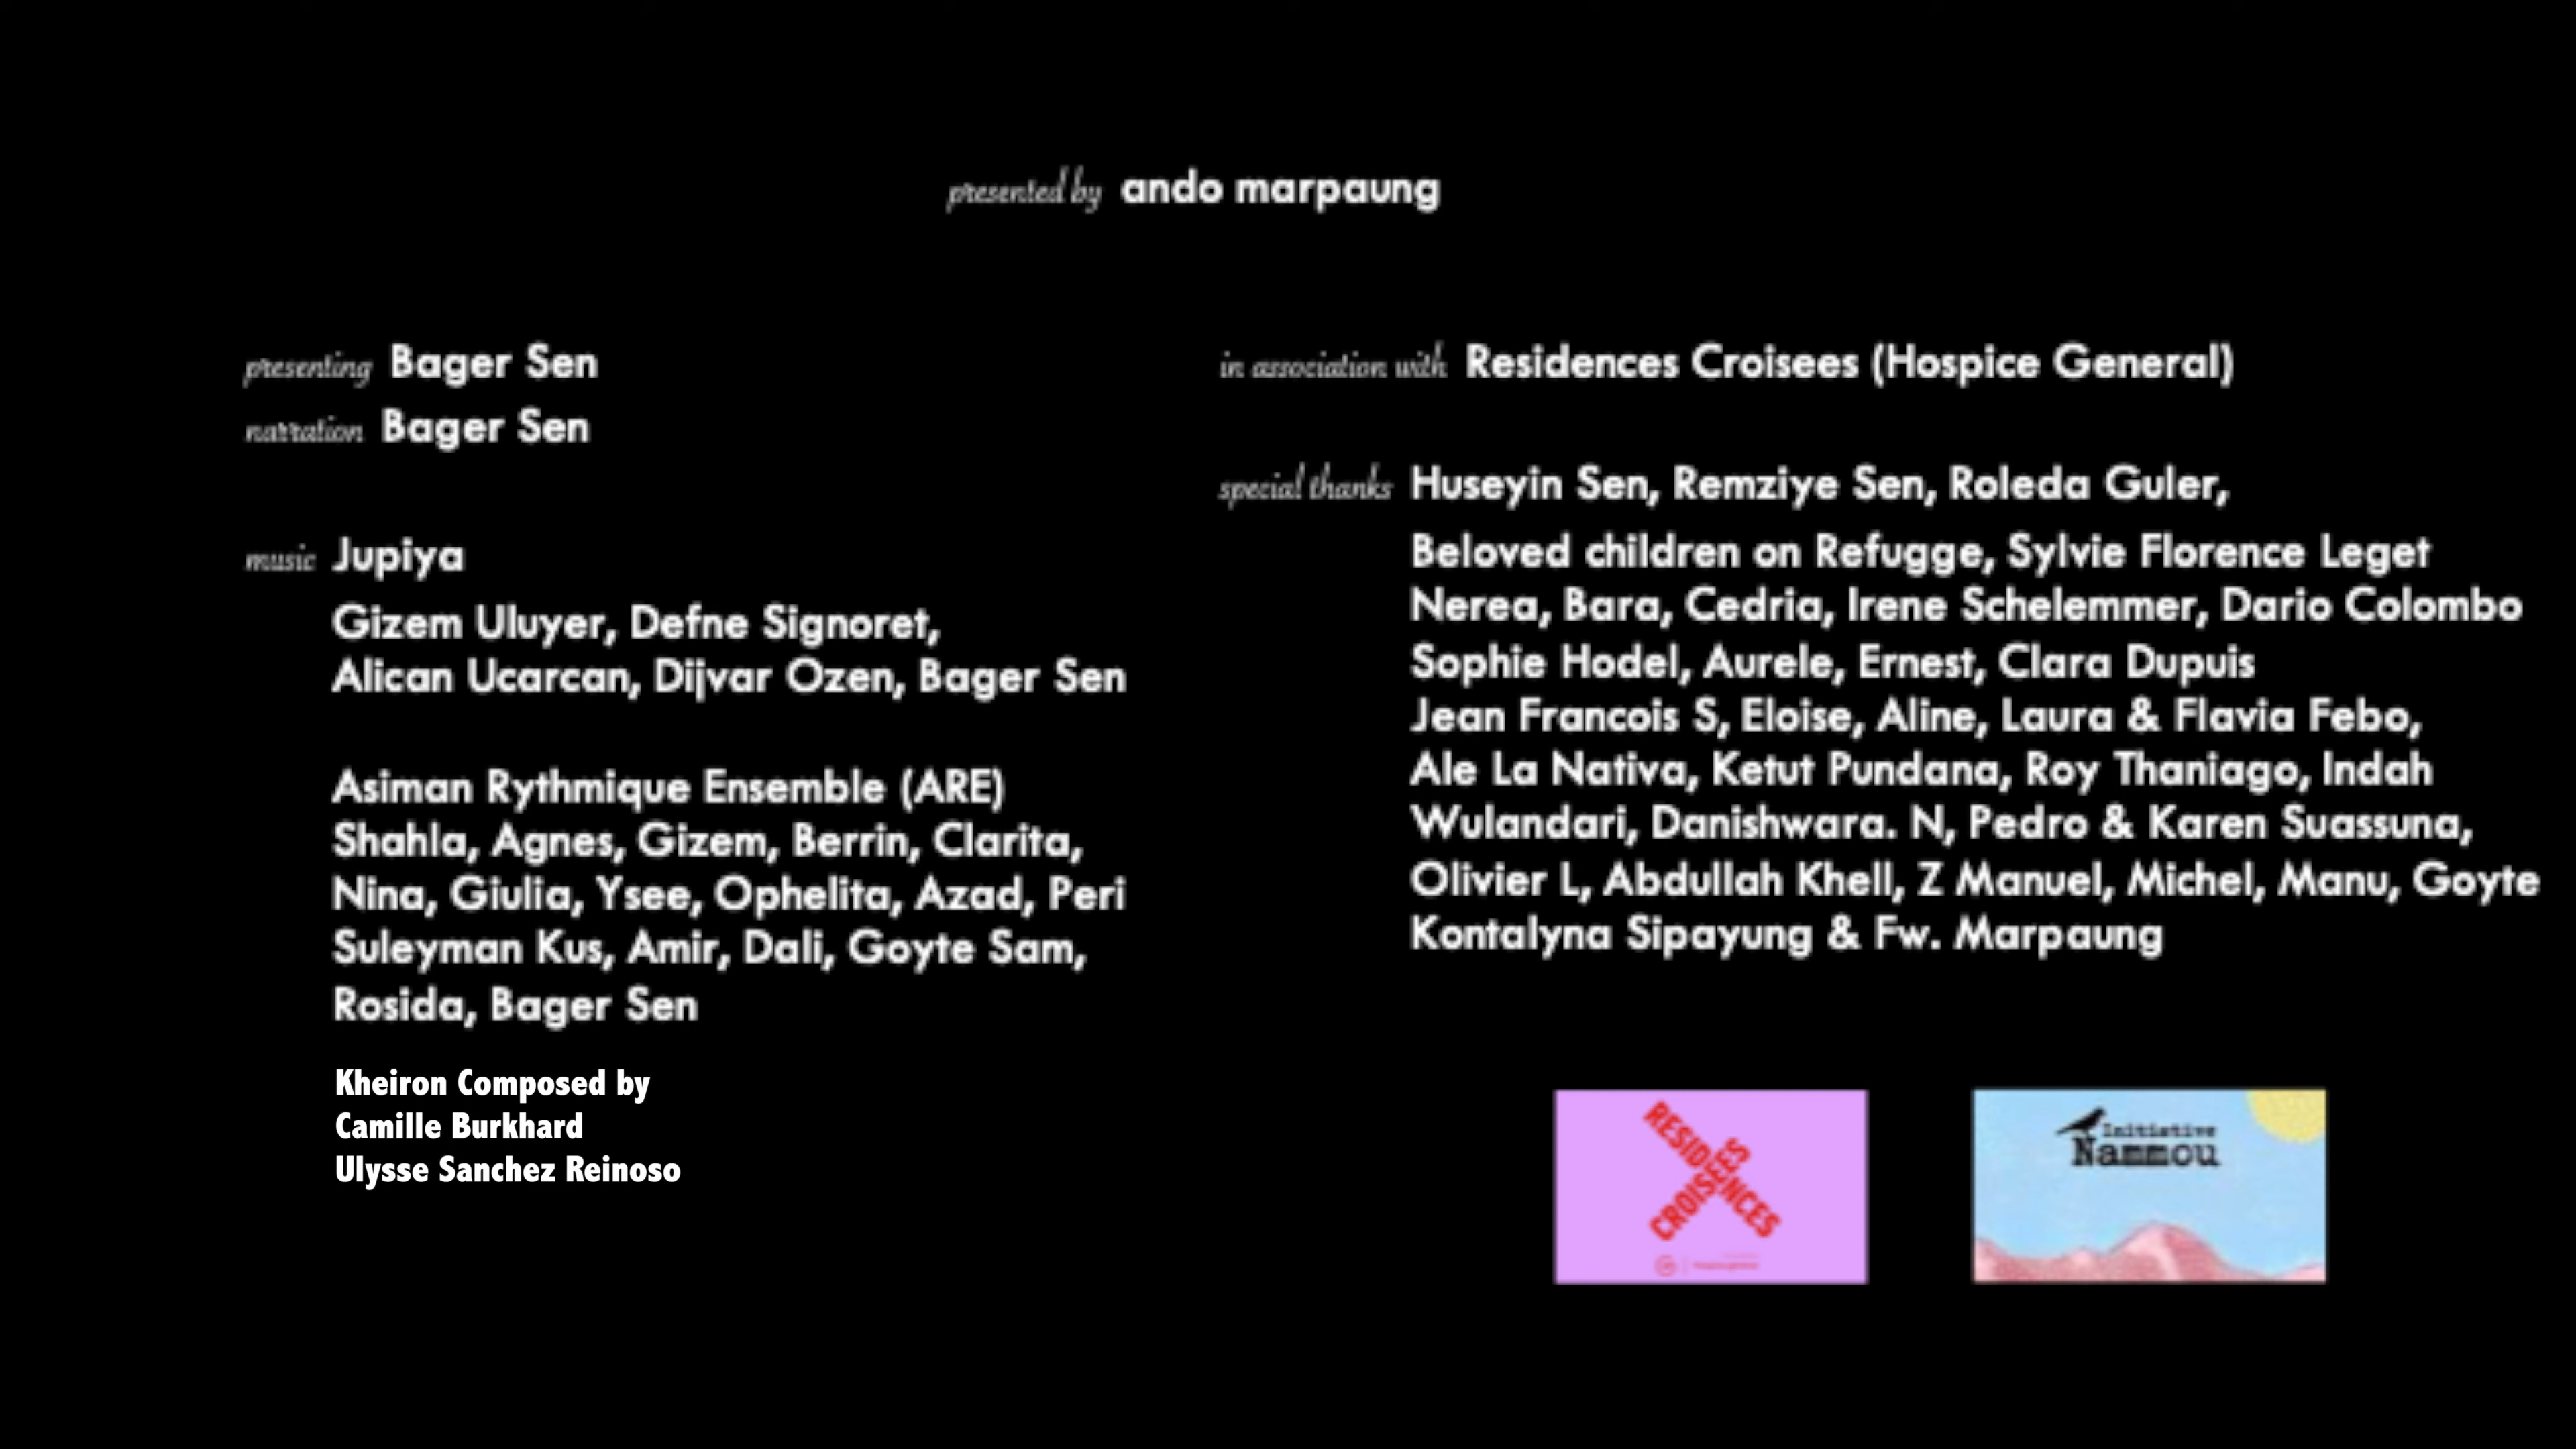 presented by ando marpaung
presenting Bager Sen
narration Bager Sen
music Jupiya
Gizem Uluyer, Defne Signoret,
Alican Ucarcan, Dijvar Ozen, Bager Sen
Asiman Rythmique Ensemble (ARE)
Shahla, Agnes, Gizem, Berrin, Clarita,
Nina, Giulia, Ysee, Ophelita, Azad, Peri
Suleyman Kus, Amir, Dali, Goyte Sam,
Rosida, Bager Sen
Kheiron Composed by
Camille Burkhard
Ulysse Sanchez Reinoso
in association with Residences Croisees (Hospice General)
special thanks Huseyin Sen, Remziye Sen, Roleda Guler,
Beloved children on Refugge, Sylvie Florence Leget
Nerea, Bara, Cedria, Irene Schelemmer, Dario Colombo
Sophie Hodel, Aurele, Ernest, Clara Dupuis
Jean Francois S, Eloise, Aline, Laura & Flavia Febo,
Ale La Nativa, Ketut Pundana, Roy Thaniago, Indah
Wulandari, Danishwara. N, Pedro & Karen Suassuna,
Olivier L, Abdullah Khell, Z Manuel, Michel, Manu, Goyte
Kontalyna Sipayung & Fw. Marpaung
RESIDENCES
CROISEES
Initiative
Nammou